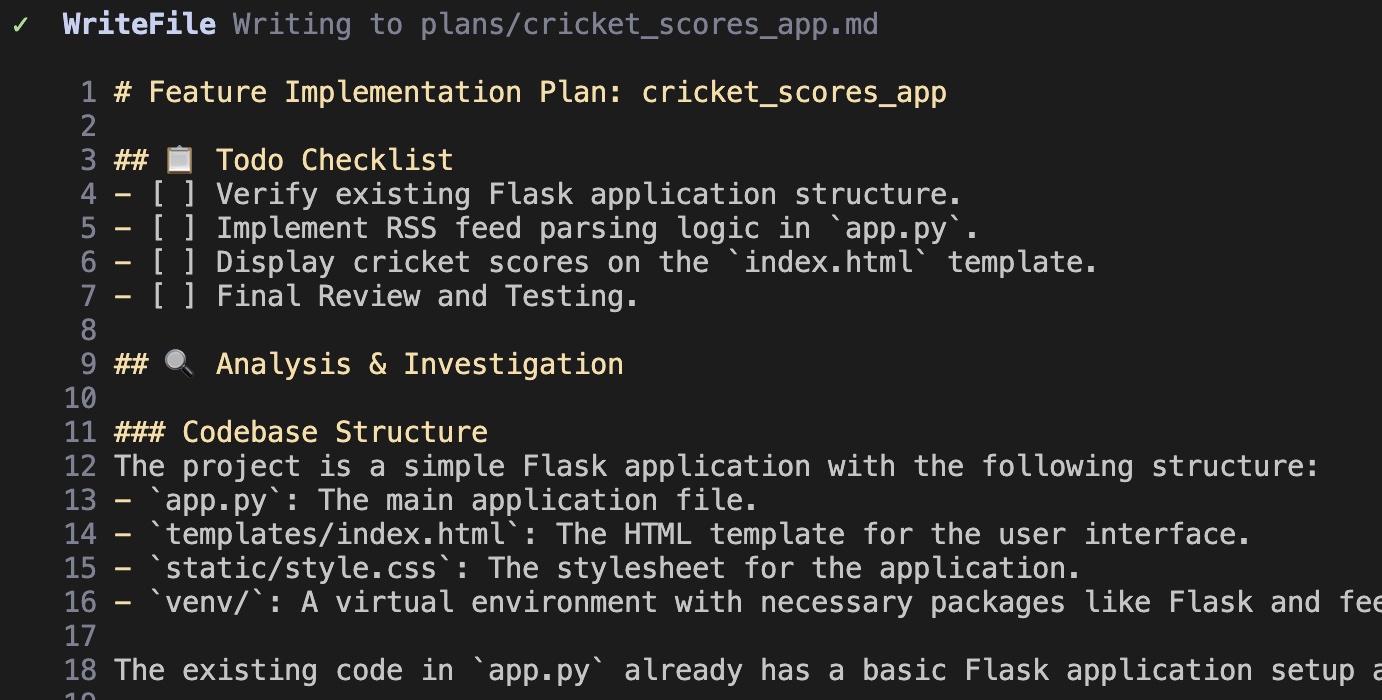 ✓ WriteFile Writing to plans/cricket_scores_app.md
1 # Feature Implementation Plan: cricket_scores_app
2
3 ## 📋 Todo Checklist
4 - [ ] Verify existing Flask application structure.
5 - [ ] Implement RSS feed parsing logic in `app.py`.
6 - [ ] Display cricket scores on the `index.html` template.
7 - [ ] Final Review and Testing.
8
9 ## 🔍 Analysis & Investigation
10
11 ### Codebase Structure
12 The project is a simple Flask application with the following structure:
13 - `app.py`: The main application file.
14 - `templates/index.html`: The HTML template for the user interface.
15 - `static/style.css`: The stylesheet for the application.
16 - `venv/`: A virtual environment with necessary packages like Flask and
17
18 The existing code in `app.py` already has a basic Flask application setup